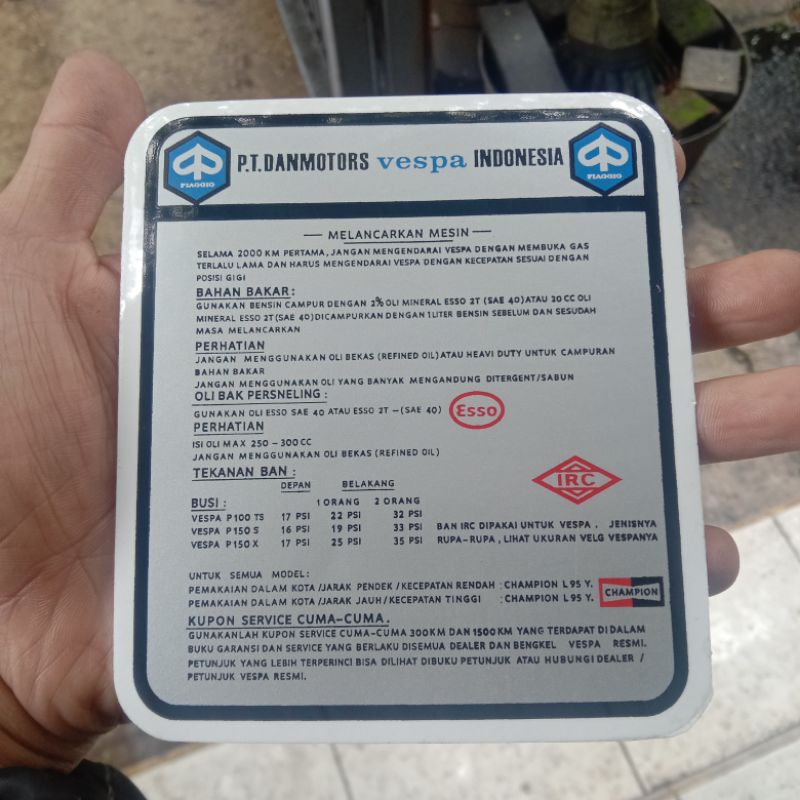 PIAGGIO P.T.DANMOTORS vespa INDONESIA PIAGGIO
— MELANCARKAN MESIN —
SELAMA 2000 KM PERTAMA, JANGAN MENGENDARAI VESPA DENGAN MEMBUKA GAS
TERLALU LAMA DAN HARUS MENGENDARAI VESPA DENGAN KECEPATAN SESUAI DENGAN
POSISI GIGI
BAHAN BAKAR :
GUNAKAN BENSIN CAMPUR DENGAN 2% OLI MINERAL ESSO 2T (SAE 40) ATAU 20 CC OLI
MINERAL ESSO 2T (SAE 40) DICAMPURKAN DENGAN 1 LITER BENSIN SEBELUM DAN SESUDAH
MASA MELANCARKAN
PERHATIAN
JANGAN MENGGUNAKAN OLI BEKAS (REFINED OIL) ATAU HEAVI DUTY UNTUK CAMPURAN
BAHAN BAKAR
JANGAN MENGGUNAKAN OLI YANG BANYAK MENGANDUNG DITERGENT/SABUN
OLI BAK PERSNELING :
GUNAKAN OLI ESSO SAE 40 ATAU ESSO 2T – (SAE 40) Esso
PERHATIAN
ISI OLI MAX 250 – 300 CC
JANGAN MENGGUNAKAN OLI BEKAS (REFINED OIL)
TEKANAN BAN :
DEPAN BELAKANG
BUSI : 1 ORANG 2 ORANG
IRC
VESPA P100 TS 17 PSI 22 PSI 32 PSI
VESPA P150 S 16 PSI 19 PSI 33 PSI BAN IRC DIPAKAI UNTUK VESPA . JENISNYA
VESPA P150 X 17 PSI 25 PSI 35 PSI RUPA-RUPA , LIHAT UKURAN VELG VESPANYA
UNTUK SEMUA MODEL :
PEMAKAIAN DALAM KOTA /JARAK PENDEK / KECEPATAN RENDAH : CHAMPION L 95 Y.
PEMAKAIAN DALAM KOTA /JARAK JAUH / KECEPATAN TINGGI : CHAMPION L 95 Y. CHAMPION
KUPON SERVICE CUMA-CUMA .
GUNAKANLAH KUPON SERVICE CUMA-CUMA 300 KM DAN 1500 KM YANG TERDAPAT DI DALAM
BUKU GARANSI DAN SERVICE YANG BERLAKU DISEMUA DEALER DAN BENGKEL VESPA RESMI.
PETUNJUK YANG LEBIH TERPERINCI BISA DILIHAT DIBUKU PETUNJUK ATAU HUBUNGI DEALER /
PETUNJUK VESPA RESMI.